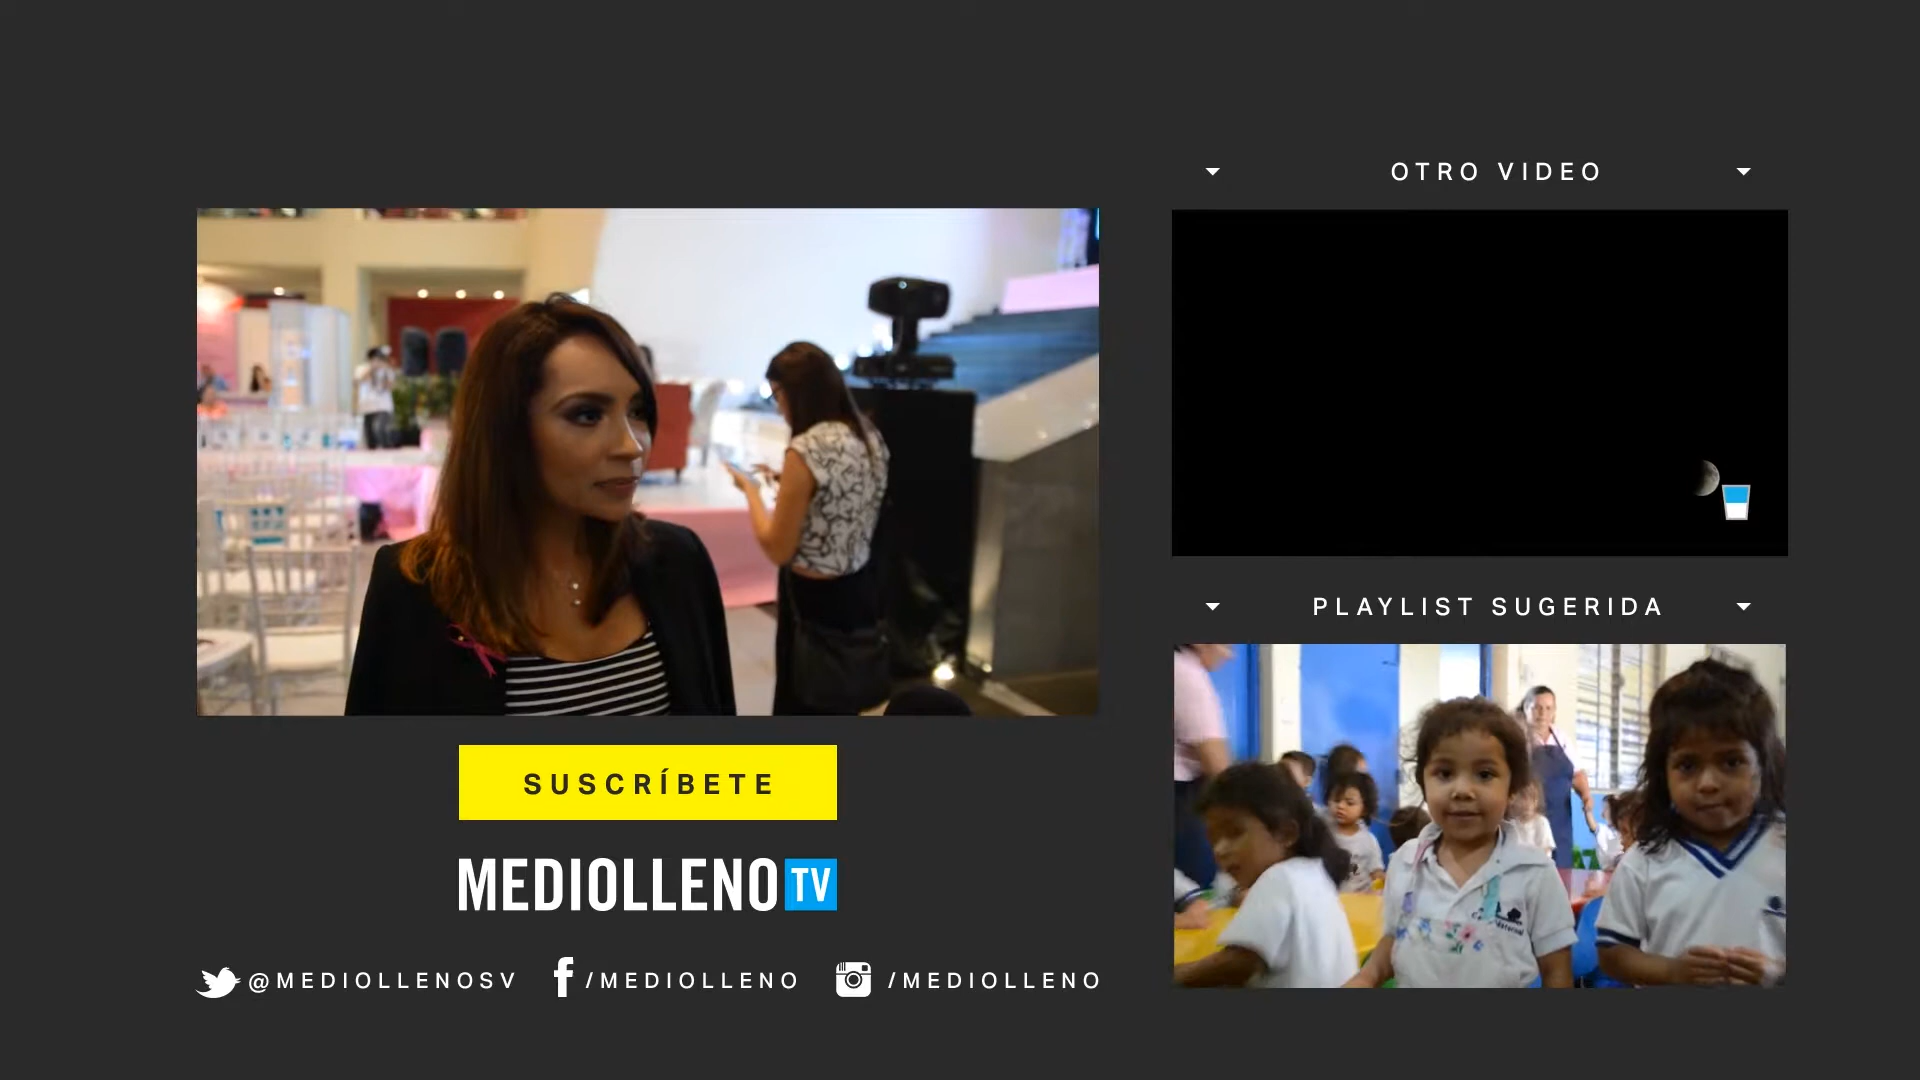 OTRO VIDEO
SUSCRÍBETE
MEDIOLLENO TV
@MEDIOLLENOSV /MEDIOLLENO /MEDIOLLENO
PLAYLIST SUGERIDA